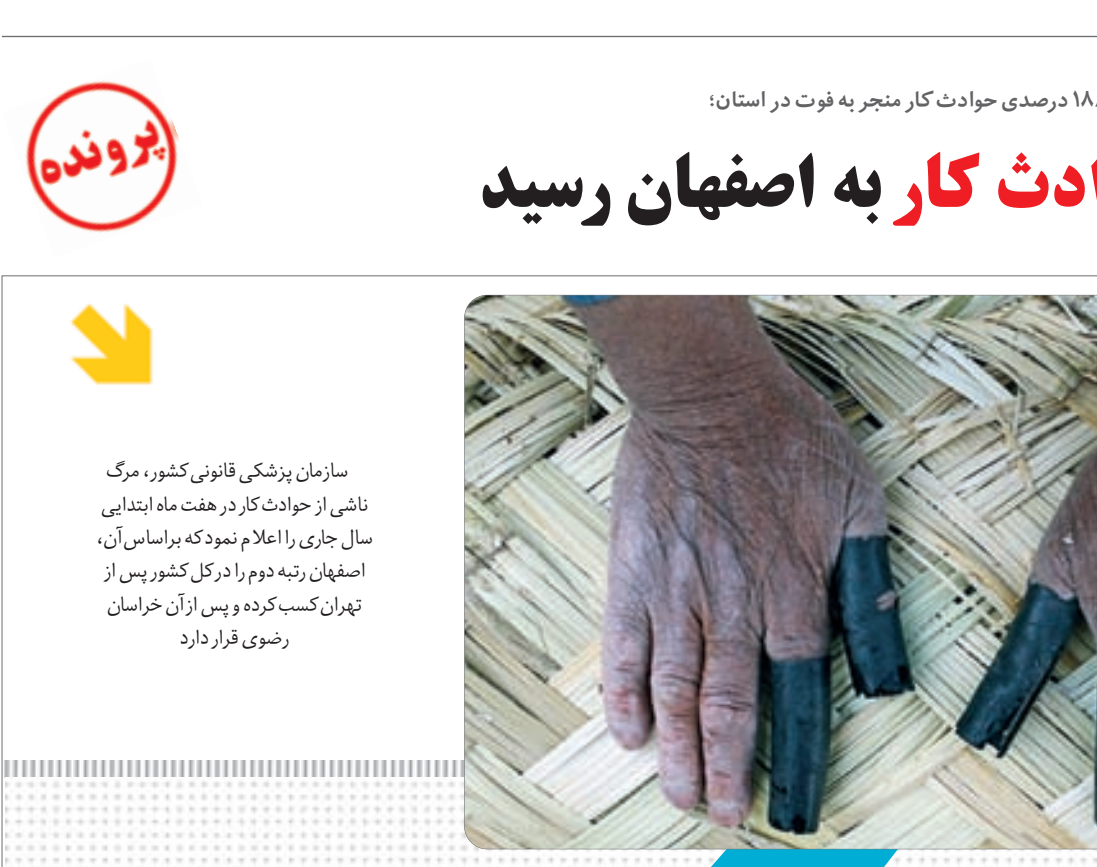 درصدی حوادث کار منجر به فوت در استان؛
کار به اصفهان رسید
پرونده
سازمان پزشکی قانونی کشور، مرگ
ناشی از حوادث کار در هفت ماه ابتدایی
سال جاری را اعلام نمود که براساس آن،
اصفهان رتبه دوم را در کل کشور پس از
تهران کسب کرده و پس از آن خراسان
رضوی قرار دارد